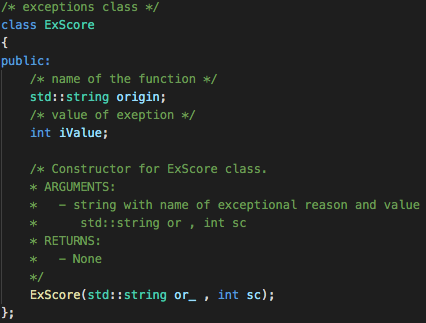 /* exceptions class */
class ExScore
{
public:
    /* name of the function */
    std::string origin;
    /* value of exeption */
    int iValue;

    /* Constructor for ExScore class.
    * ARGUMENTS:
    *   - string with name of exceptional reason and value
    *      std::string or , int sc
    * RETURNS:
    *   - None
    */
    ExScore(std::string or_ , int sc);
};